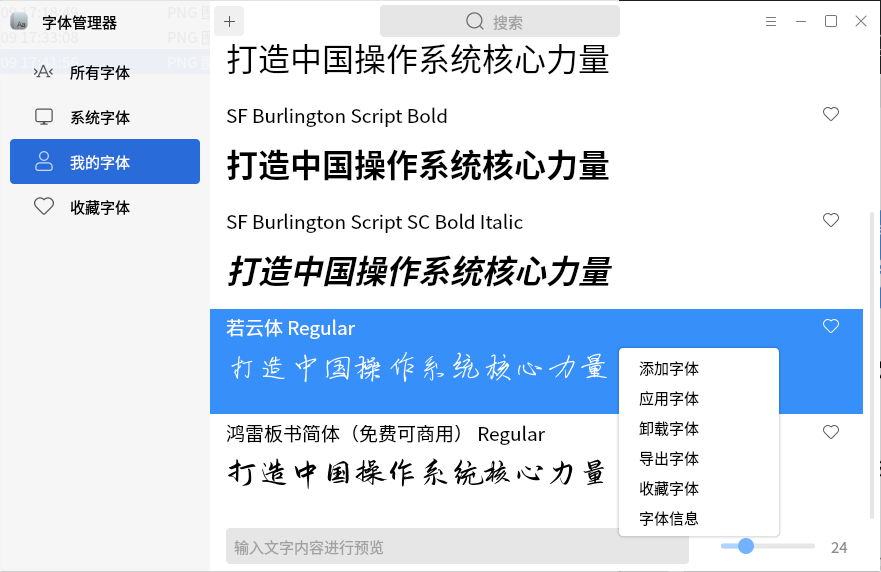 字体管理器
搜索
所有字体
系统字体
我的字体
收藏字体
打造中国操作系统核心力量
SF Burlington Script Bold
打造中国操作系统核心力量
SF Burlington Script SC Bold Italic
打造中国操作系统核心力量
若云体 Regular
打造中国操作系统核心力量
鸿雷板书简体（免费可商用） Regular
打造中国操作系统核心力量
添加字体
应用字体
卸载字体
导出字体
收藏字体
字体信息
输入文字内容进行预览
24